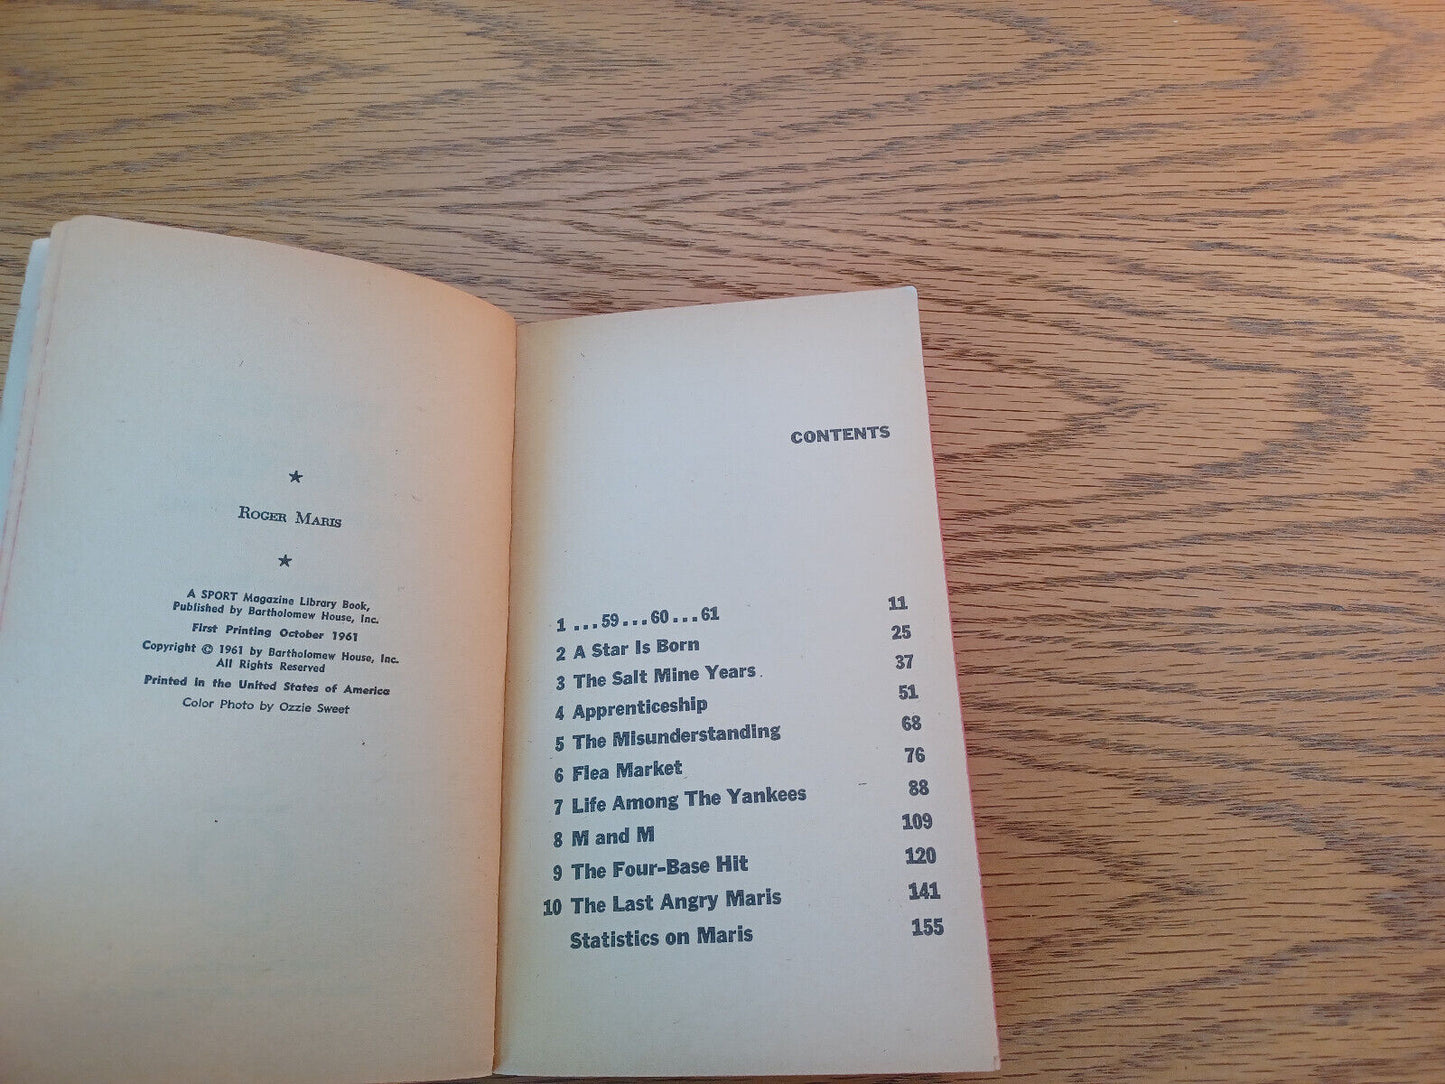 ★
ROGER MARIS
★
A SPORT Magazine Library Book,
Published by Bartholomew House, Inc.
First Printing October 1961
Copyright © 1961 by Bartholomew House, Inc.
All Rights Reserved
Printed in the United States of America
Color Photo by Ozzie Sweet
CONTENTS
1 ...59...60...61 11
2 A Star Is Born 25
3 The Salt Mine Years 37
4 Apprenticeship 51
5 The Misunderstanding 68
6 Flea Market 76
7 Life Among The Yankees 88
8 M and M 109
9 The Four-Base Hit 120
10 The Last Angry Maris 141
Statistics on Maris 155